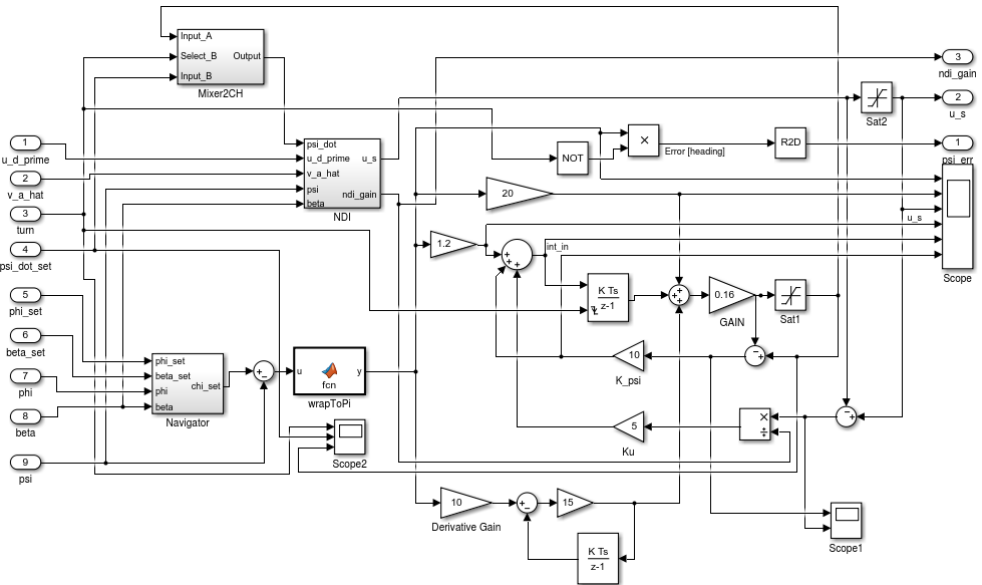 Input_A
Select_B
Input_B
Output
Mixer2CH
3
ndi_gain
Sat2
2
u_s
1
u_d_prime
2
v_a_hat
3
turn
4
psi_dot_set
5
phi_set
6
beta_set
7
phi
8
beta
9
psi
psi_dot
u_d_prime
v_a_hat
psi
beta
u_s
ndi_gain
NDI
NOT
×
Error [heading]
R2D
1
psi_err
20
1.2
u_s
Scope
+
+
+
int_in
K Ts
z-1
+
+
+
0.16
GAIN
Sat1
10
K_psi
+
−
phi_set
beta_set
phi
beta
chi_set
Navigator
+
−
u
fcn
y
wrapToPi
Scope2
5
Ku
×
÷
+
−
10
Derivative Gain
+
−
15
K Ts
z-1
Scope1